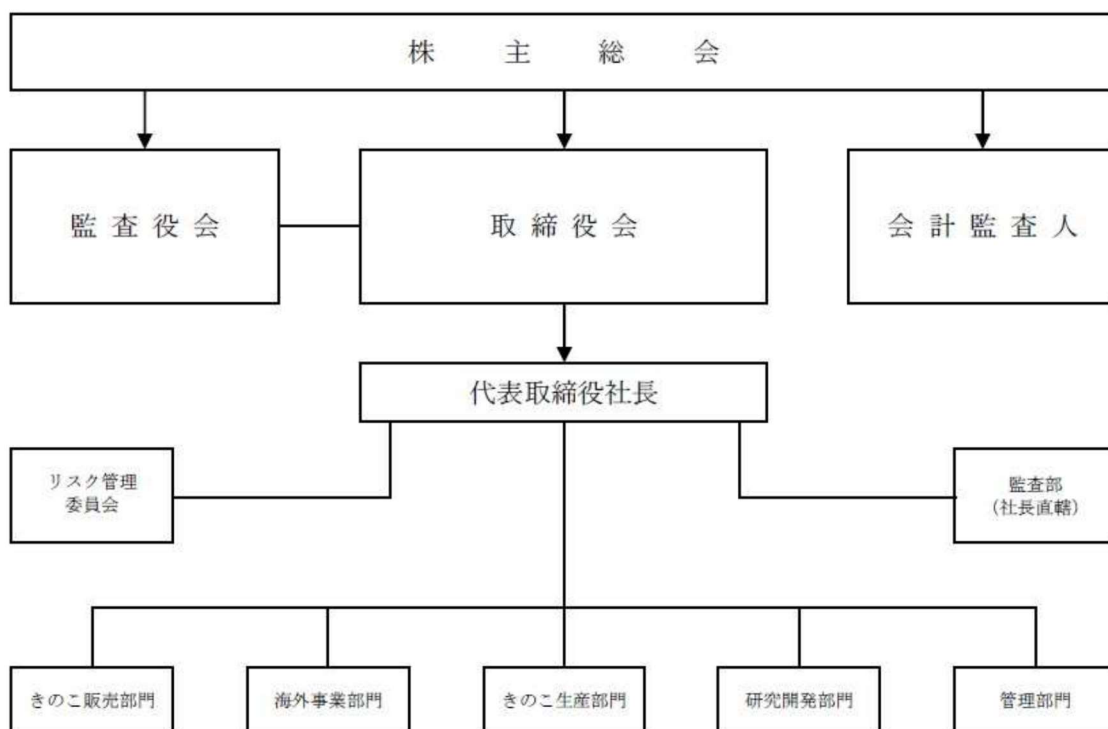 株主総会
監査役会
取締役会
会計監査人
代表取締役社長
リスク管理
委員会
監査部
(社長直轄)
きのこ販売部門
海外事業部門
きのこ生産部門
研究開発部門
管理部門